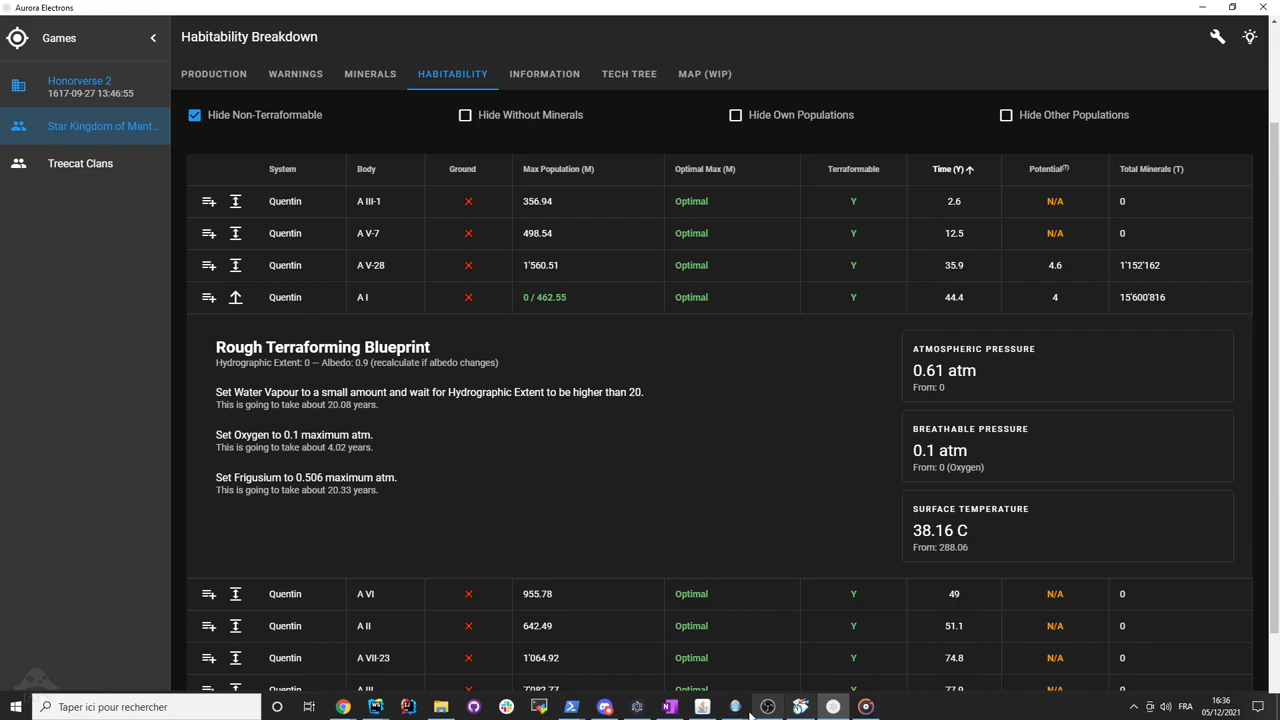 Aurora Electrons
Games
Habitability Breakdown
Honorverse 2
1617-09-27 13:46:55
Star Kingdom of Mant...
Treecat Clans
PRODUCTION WARNINGS MINERALS HABITABILITY INFORMATION TECH TREE MAP (WIP)
Hide Non-Terraformable Hide Without Minerals Hide Own Populations Hide Other Populations
System Body Ground Max Population (M) Optimal Max (M) Terraformable Time (Y) Potential(?) Total Minerals (T)
Quentin A III-1 356.94 Optimal Y 2.6 N/A 0
Quentin A V-7 498.54 Optimal Y 12.5 N/A 0
Quentin A V-28 1'560.51 Optimal Y 35.9 4.6 1'152'162
Quentin A I 0 / 462.55 Optimal Y 44.4 4 15'600'816
Rough Terraforming Blueprint
Hydrographic Extent: 0 — Albedo: 0.9 (recalculate if albedo changes)
Set Water Vapour to a small amount and wait for Hydrographic Extent to be higher than 20.
This is going to take about 20.08 years.
Set Oxygen to 0.1 maximum atm.
This is going to take about 4.02 years.
Set Frigusium to 0.506 maximum atm.
This is going to take about 20.33 years.
ATMOSPHERIC PRESSURE
0.61 atm
From: 0
BREATHABLE PRESSURE
0.1 atm
From: 0 (Oxygen)
SURFACE TEMPERATURE
38.16 C
From: 288.06
Quentin A VI 955.78 Optimal Y 49 N/A 0
Quentin A II 642.49 Optimal Y 51.1 N/A 0
Quentin A VII-23 1'064.92 Optimal Y 74.8 N/A 0
Quentin A III 7'082.77 Optimal Y 77.9 N/A 0
Taper ici pour rechercher
FRA
16:36
05/12/2021